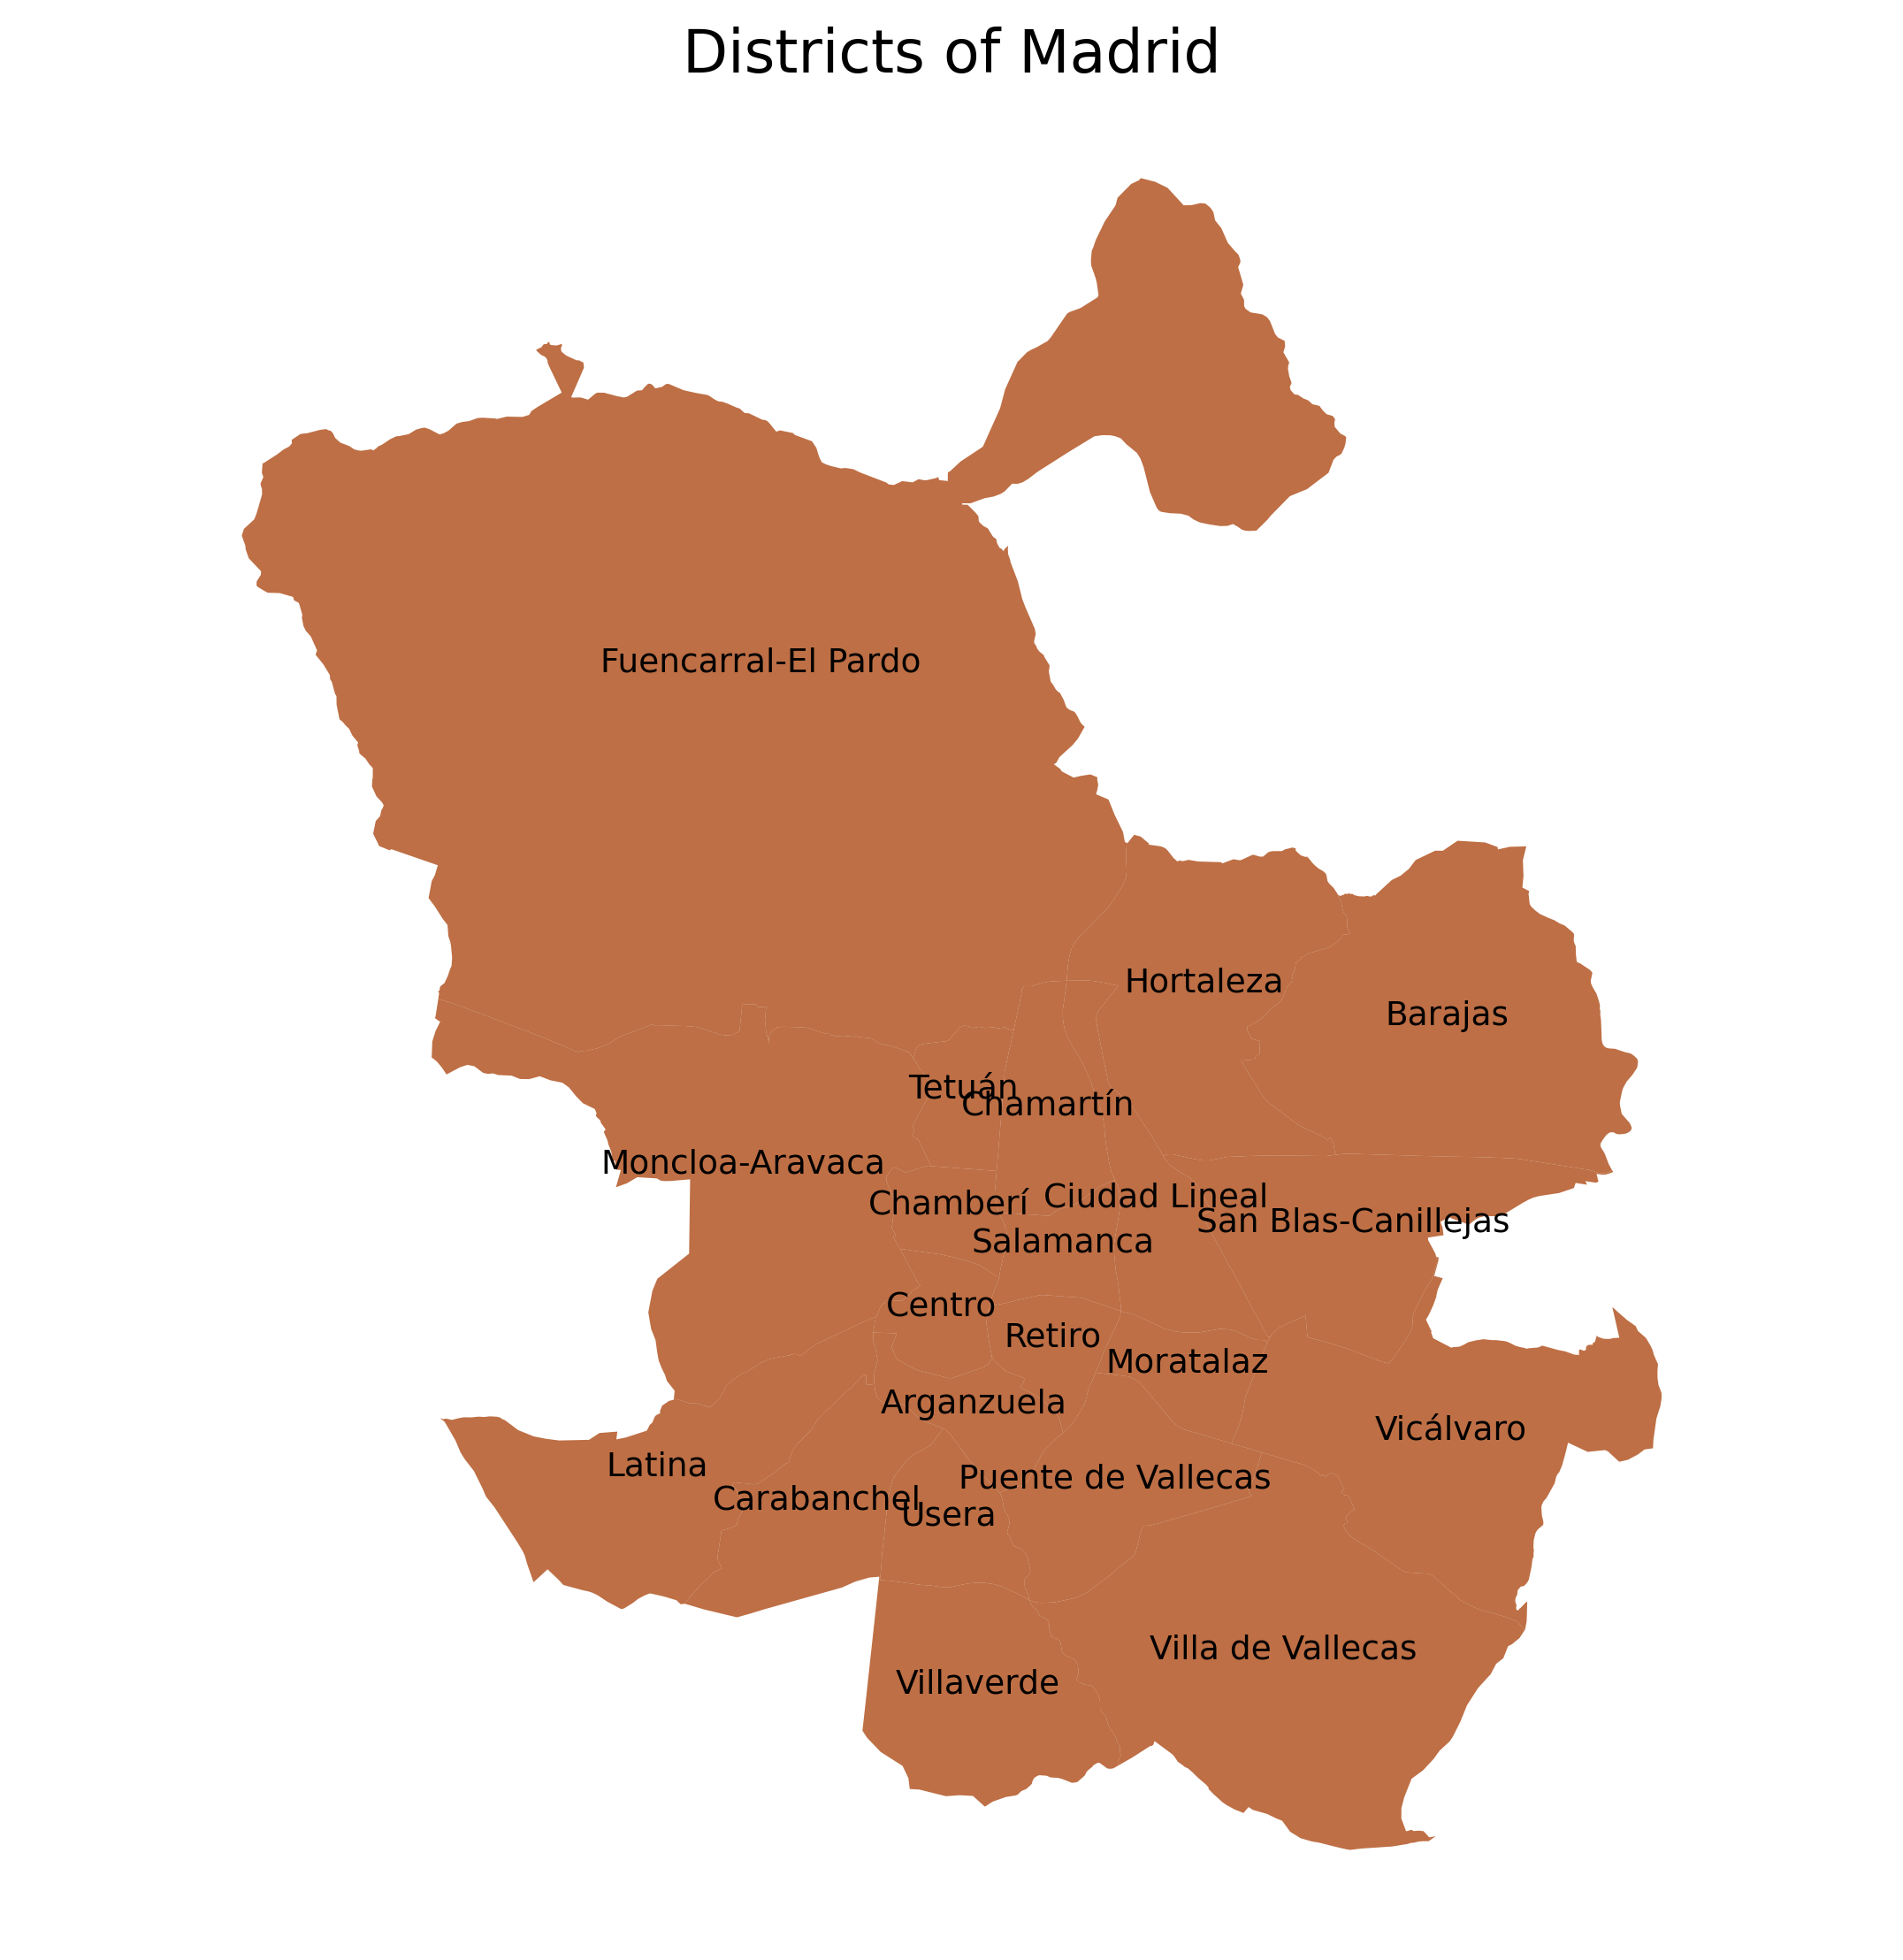 Districts of Madrid
Fuencarral-El Pardo
Hortaleza
Barajas
Tetuán
Chamartín
Moncloa-Aravaca
Chamberí
Ciudad Lineal
San Blas-Canillejas
Salamanca
Centro
Retiro
Moratalaz
Arganzuela
Vicálvaro
Latina
Puente de Vallecas
Carabanchel
Usera
Villa de Vallecas
Villaverde